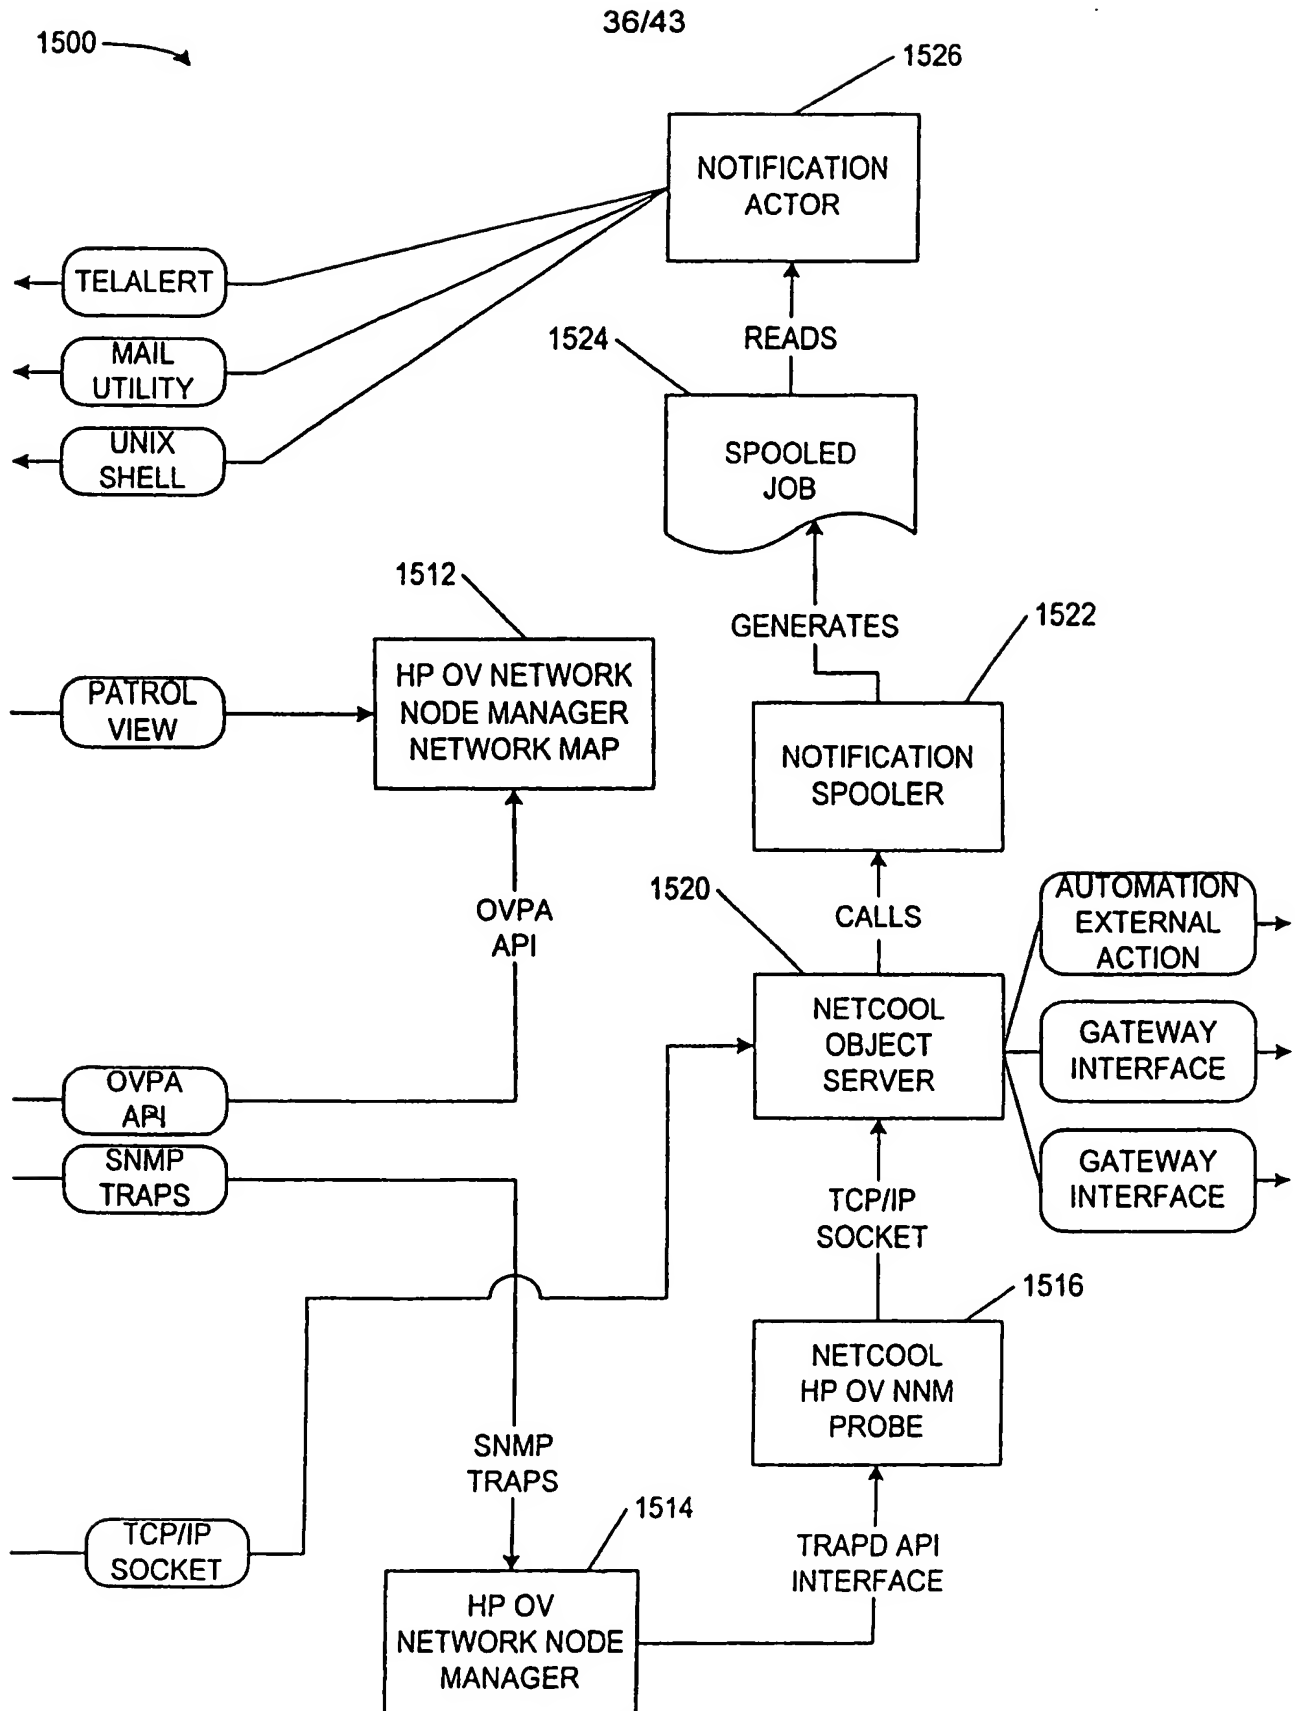 36/43
1500
1526
NOTIFICATION
ACTOR
TELALERT
1524
READS
MAIL
UTILITY
UNIX
SHELL
SPOOLED
JOB
1512
GENERATES
1522
HP OV NETWORK
NODE MANAGER
NETWORK MAP
PATROL
VIEW
NOTIFICATION
SPOOLER
1520
OVPA
API
CALLS
AUTOMATION
EXTERNAL
ACTION
NETCOOL
OBJECT
SERVER
GATEWAY
INTERFACE
OVPA
API
SNMP
TRAPS
GATEWAY
INTERFACE
TCP/IP
SOCKET
1516
NETCOOL
HP OV NNM
PROBE
SNMP
TRAPS
1514
TCP/IP
SOCKET
TRAPD API
INTERFACE
HP OV
NETWORK NODE
MANAGER